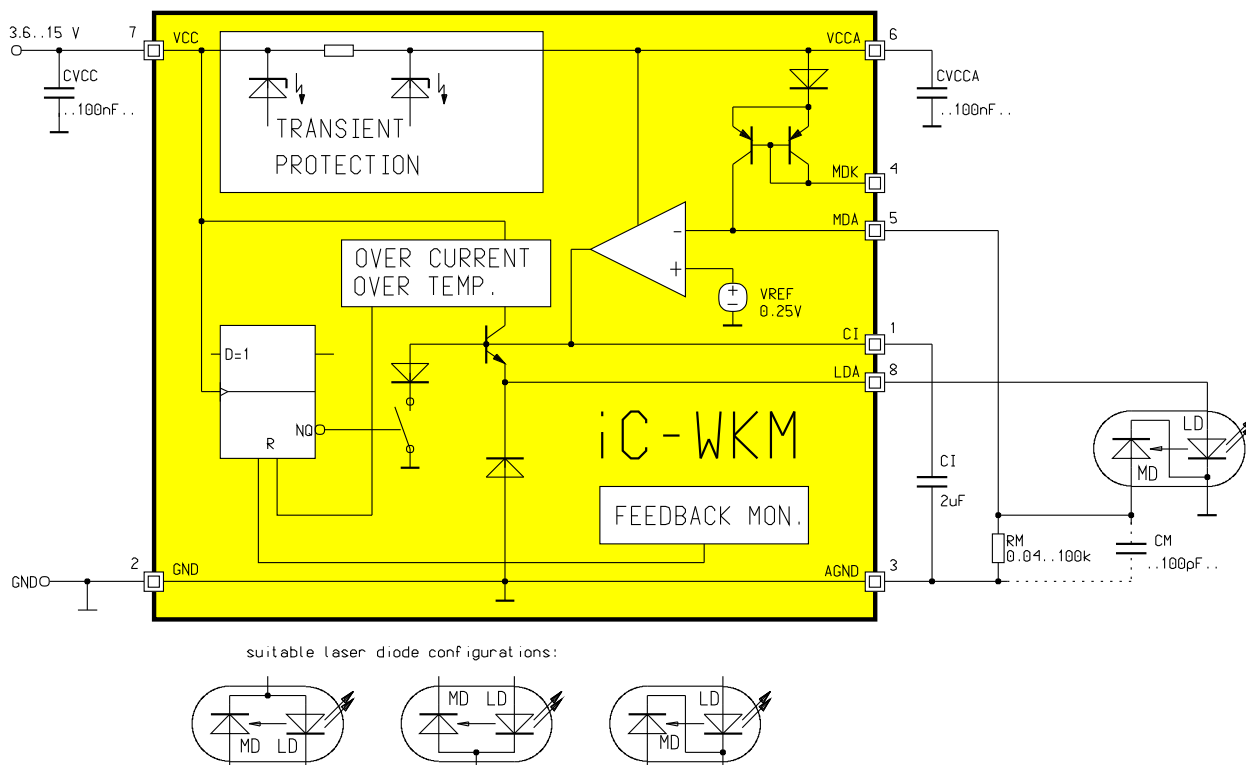 3.6..15 V
7
VCC
VCCA
6
CVCC
..100nF..
CVCCA
..100nF..
TRANSIENT
PROTECTION
MDK
4
MDA
5
OVER CURRENT
OVER TEMP.
-
+
+
-
VREF
0.25V
CI
1
LDA
8
D=1
NQ
R
iC-WKM
LD
MD
CI
2uF
FEEDBACK MON.
RM
0.04..100k
CM
..100pF..
GND
2
GND
AGND
3
suitable laser diode configurations:
MD LD
MD LD
LD
MD